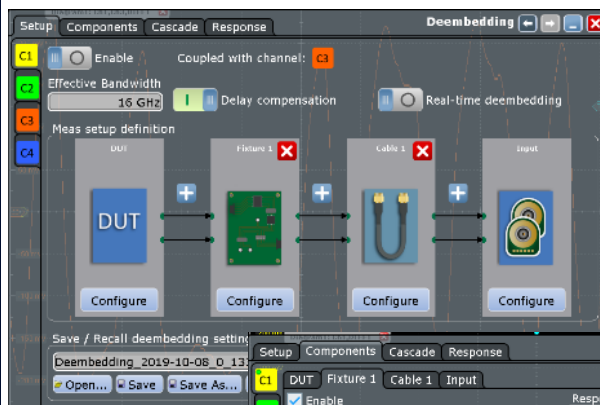 Deembedding
Setup Components Cascade Response
C1 Enable Coupled with channel: C3
C2 Effective Bandwidth
16 GHz Delay compensation Real-time deembedding
C3 Meas setup definition
C4 DUT Fixture 1 Cable 1 Input
DUT
Configure Configure Configure Configure
Save / Recall deembedding setting
Deembedding_2019-10-08_0_13
Open... Save Save As...
Setup Components Cascade Response
C1 DUT Fixture 1 Cable 1 Input
Enable